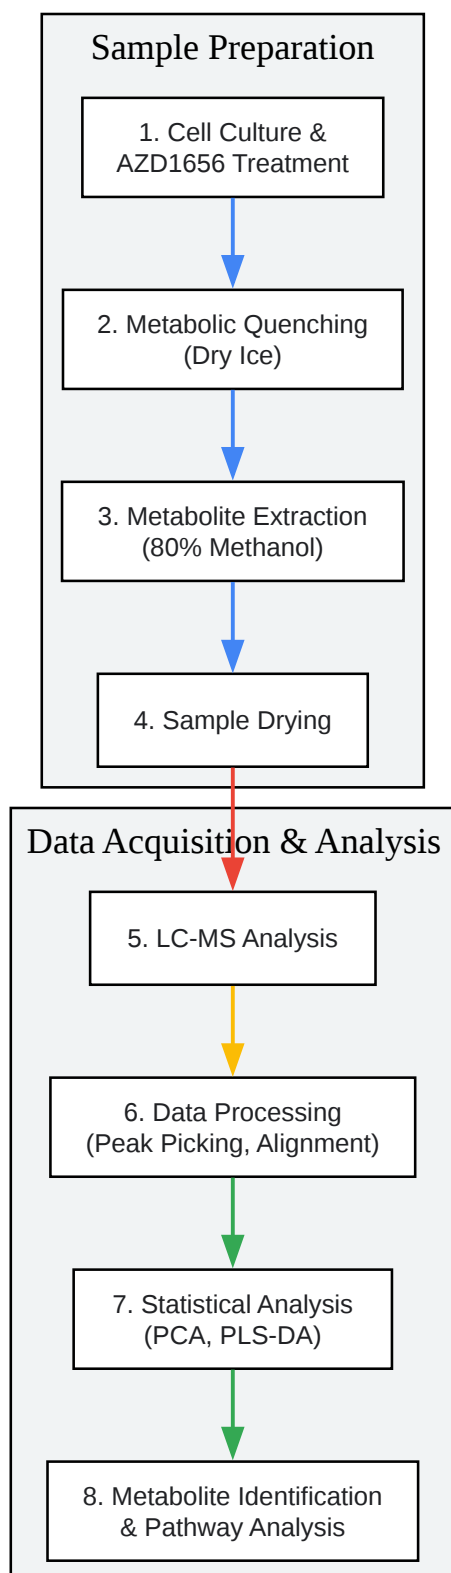 Sample Preparation
1. Cell Culture &
AZD1656 Treatment
2. Metabolic Quenching
(Dry Ice)
3. Metabolite Extraction
(80% Methanol)
4. Sample Drying
Data Acquisition & Analysis
5. LC-MS Analysis
6. Data Processing
(Peak Picking, Alignment)
7. Statistical Analysis
(PCA, PLS-DA)
8. Metabolite Identification
& Pathway Analysis